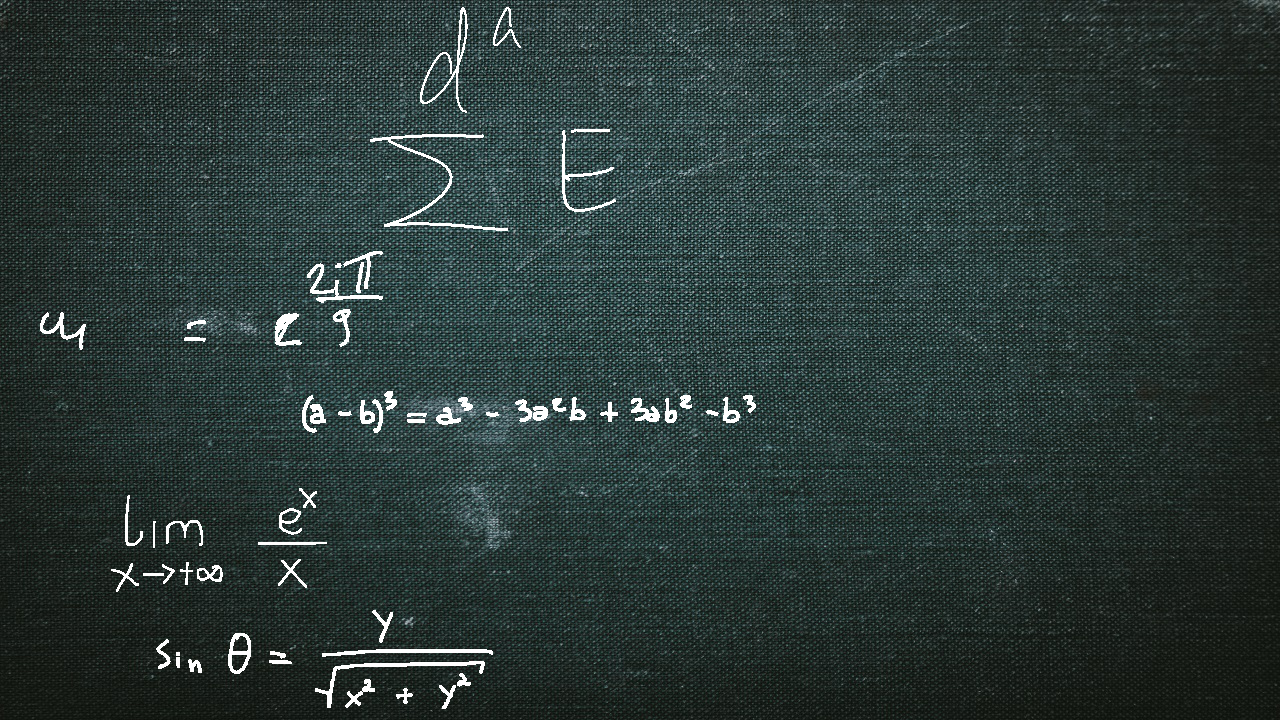 \sum^{d^a} E
u_1 = e^{\frac{2i\pi}{9}}
(a - b)^3 = a^3 - 3a^2b + 3ab^2 - b^3
\lim_{x \to +\infty} \frac{e^x}{x}
\sin \theta = \frac{y}{\sqrt{x^2 + y^2}}